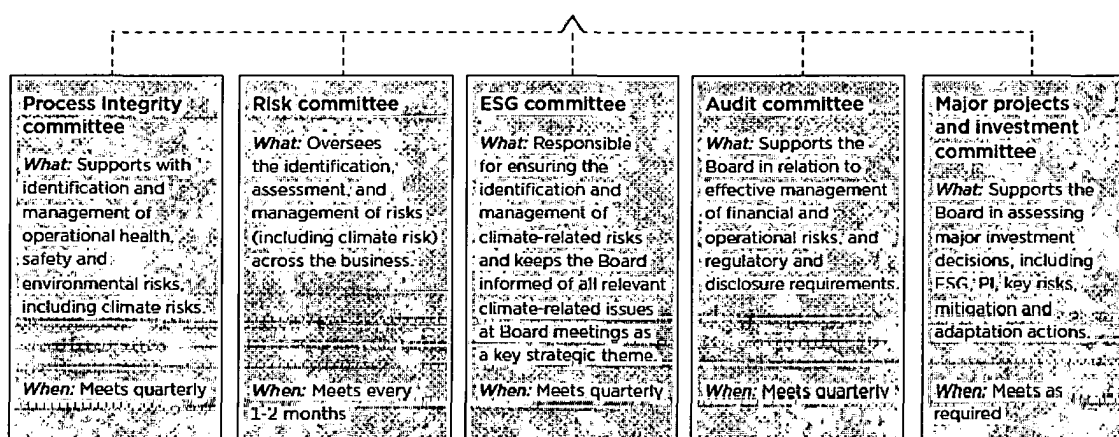 Process Integrity
committee
What: Supports with
identification and
management of
operational health,
safety and
environmental risks,
including climate risks.
When: Meets quarterly
Risk committee
What: Oversees
the identification,
assessment, and
management of risks
(including climate risk)
across the business.
When: Meets every
1-2 months
ESG committee
What: Responsible
for ensuring the
identification and
management of
climate-related risks
and keeps the Board
informed of all relevant
climate-related issues
at Board meetings as
a key strategic theme.
When: Meets quarterly
Audit committee
What: Supports the
Board in relation to
effective management
of financial and
operational risks, and
regulatory and
disclosure requirements.
When: Meets quarterly
Major projects
and investment
committee
What: Supports the
Board in assessing
major investment
decisions, including
ESG, PI, key risks,
mitigation and
adaptation actions.
When: Meets as
required